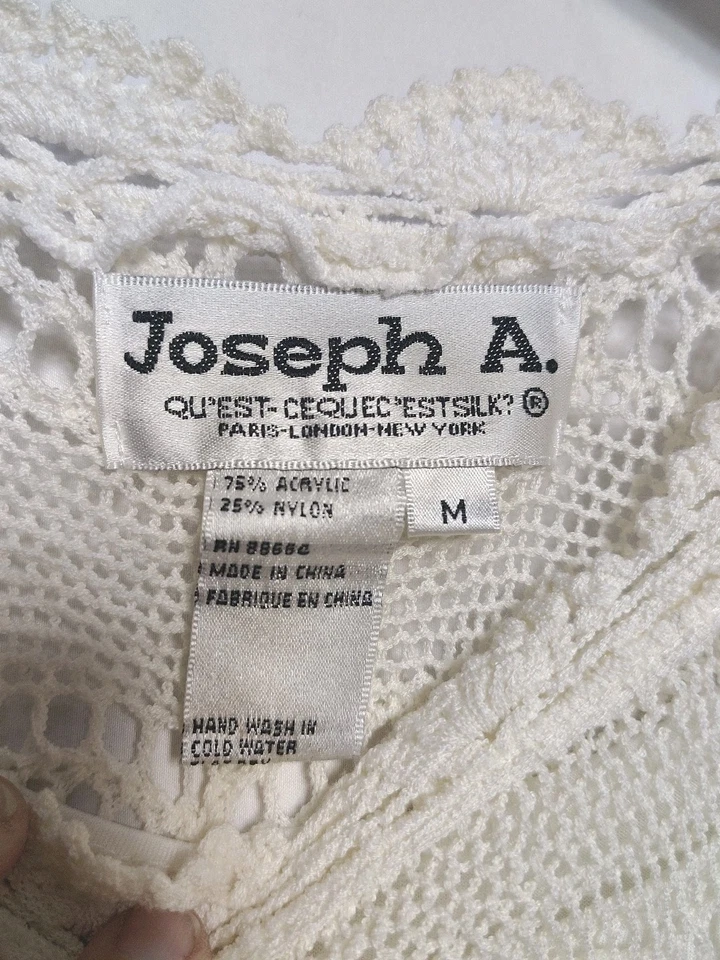 Joseph A.
QU'EST-CEQUEC'ESTSILK? ®
PARIS-LONDON-NEW YORK
75% ACRYLIC
25% NYLON
M
RN
MADE IN CHINA
FABRIQUE EN CHINA
HAND WASH IN
COLD WATER